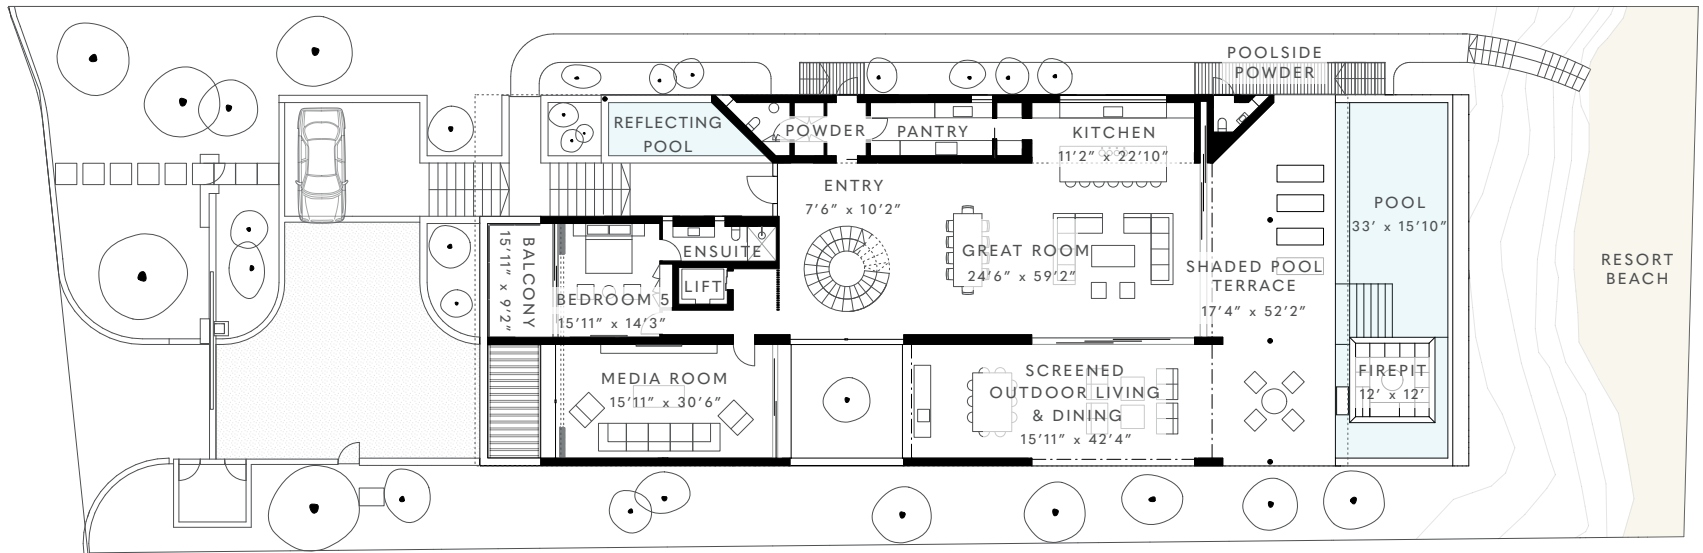 POOLSIDE
POWDER
REFLECTING
POOL
POWDER
PANTRY
KITCHEN
11'2" x 22'10"
ENTRY
7'6" x 10'2"
POOL
33' x 15'10"
BALCONY
15'11" x 9'2"
ENSUITE
LIFT
BEDROOM 5
15'11" x 14'3"
GREAT ROOM
24'6" x 59'2"
SHADED POOL
TERRACE
17'4" x 52'2"
RESORT
BEACH
MEDIA ROOM
15'11" x 30'6"
SCREENED
OUTDOOR LIVING
& DINING
15'11" x 42'4"
FIREPIT
12' x 12'